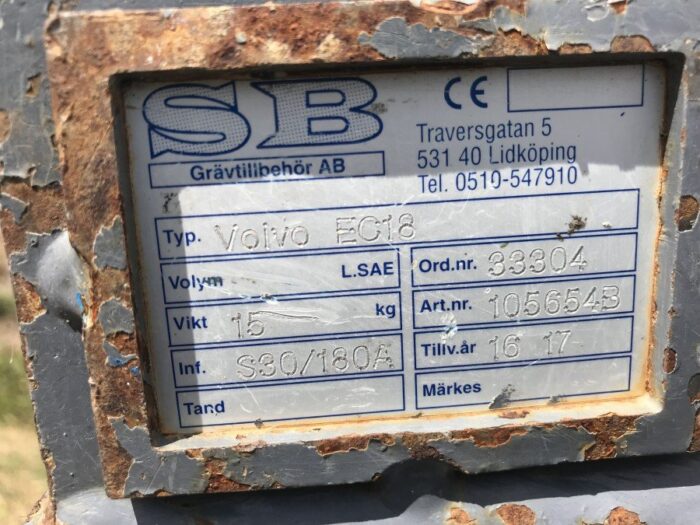 SB
Grävtillbehör AB
CE
Traversgatan 5
531 40 Lidköping
Tel. 0510-547910
Typ. Volvo EC18
Volym L.SAE
Ord.nr. 33304
Vikt 15 kg
Art.nr. 105654B
Inf. S30/180A
Tillv.år 16 17
Tand
Märkes